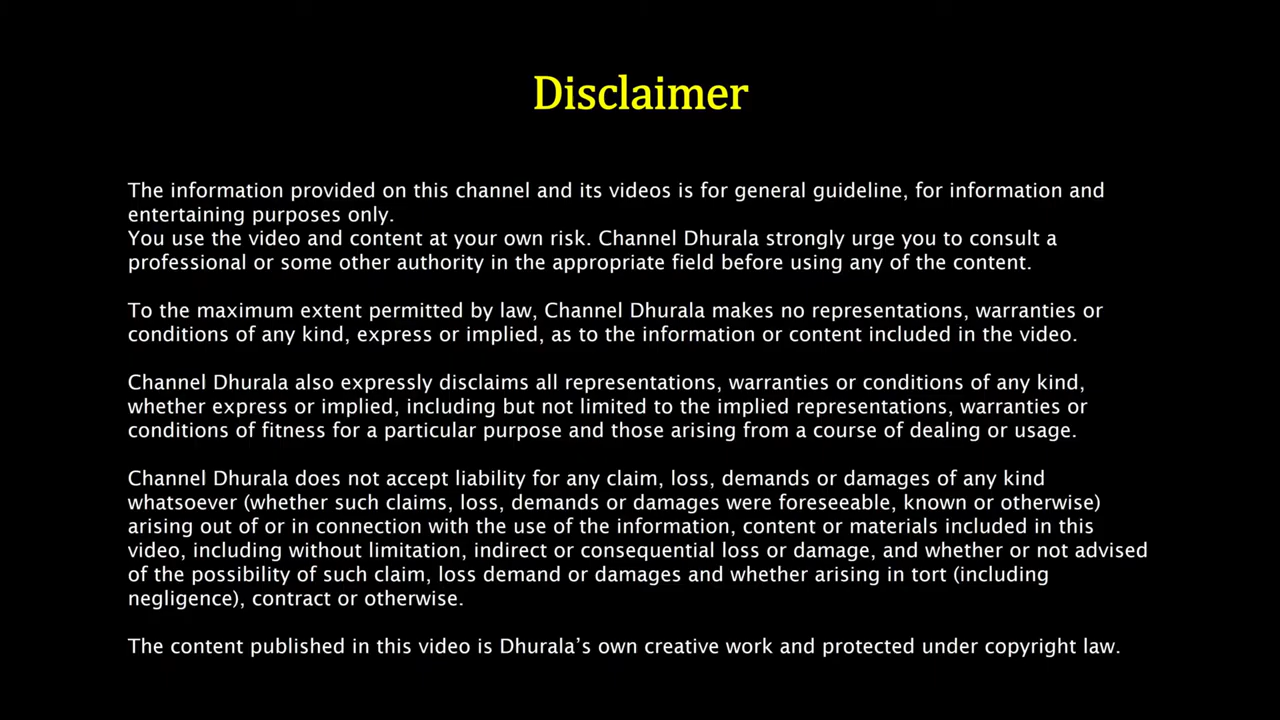 Disclaimer
The information provided on this channel and its videos is for general guideline, for information and
entertaining purposes only.
You use the video and content at your own risk. Channel Dhurala strongly urge you to consult a
professional or some other authority in the appropriate field before using any of the content.
To the maximum extent permitted by law, Channel Dhurala makes no representations, warranties or
conditions of any kind, express or implied, as to the information or content included in the video.
Channel Dhurala also expressly disclaims all representations, warranties or conditions of any kind,
whether express or implied, including but not limited to the implied representations, warranties or
conditions of fitness for a particular purpose and those arising from a course of dealing or usage.
Channel Dhurala does not accept liability for any claim, loss, demands or damages of any kind
whatsoever (whether such claims, loss, demands or damages were foreseeable, known or otherwise)
arising out of or in connection with the use of the information, content or materials included in this
video, including without limitation, indirect or consequential loss or damage, and whether or not advised
of the possibility of such claim, loss demand or damages and whether arising in tort (including
negligence), contract or otherwise.
The content published in this video is Dhurala’s own creative work and protected under copyright law.